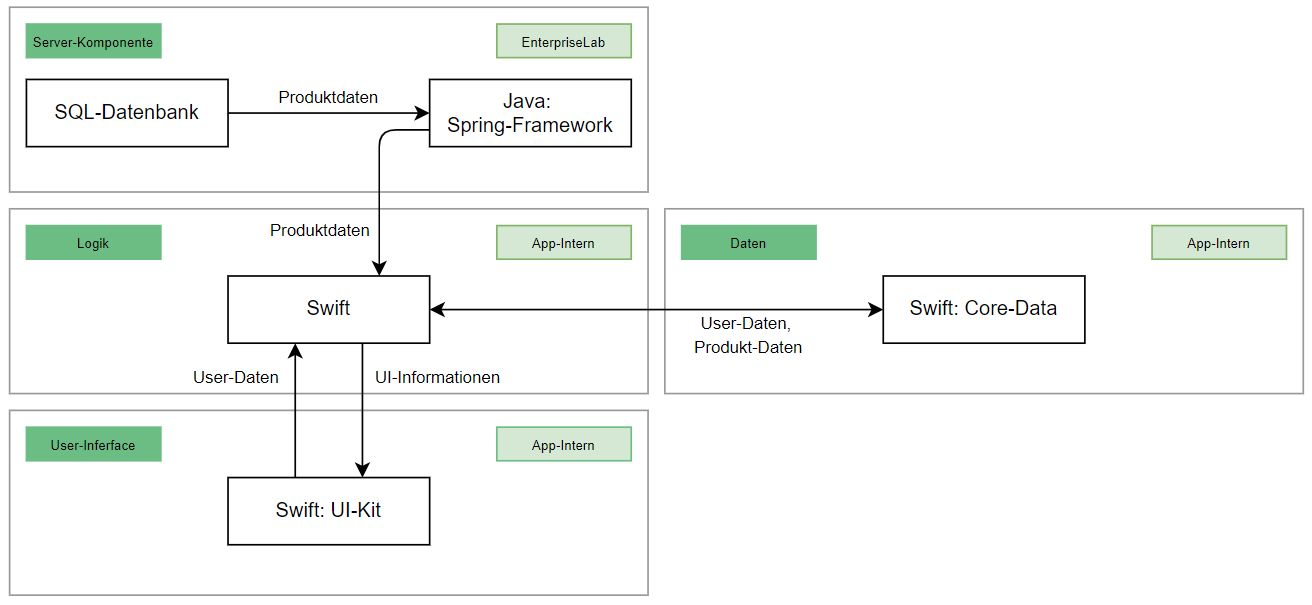 Server-Komponente
EnterpriseLab
SQL-Datenbank
Produktdaten
Java:
Spring-Framework
Produktdaten
Logik
App-Intern
Swift
User-Daten
UI-Informationen
Daten
App-Intern
User-Daten,
Produkt-Daten
Swift: Core-Data
User-Inferface
App-Intern
Swift: UI-Kit